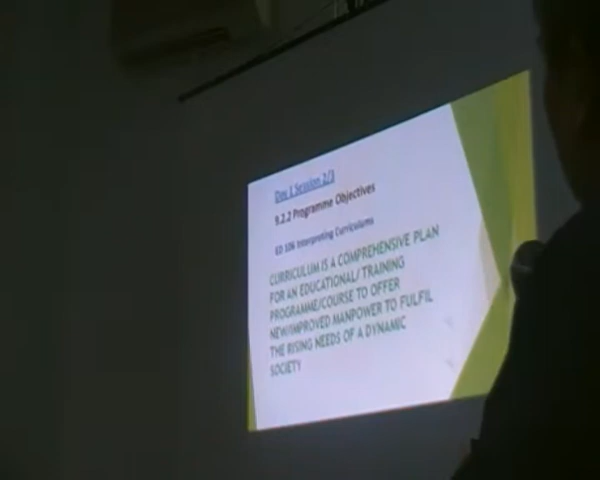 Day 1 Session 2/3
9.2.2 Programme Objectives
ED 106 Interpreting Curriculums
CURRICULUM IS A COMPREHENSIVE PLAN
FOR AN EDUCATIONAL/ TRAINING
PROGRAMME/COURSE TO OFFER
NEW/IMPROVED MANPOWER TO FULFIL
THE RISING NEEDS OF A DYNAMIC
SOCIETY